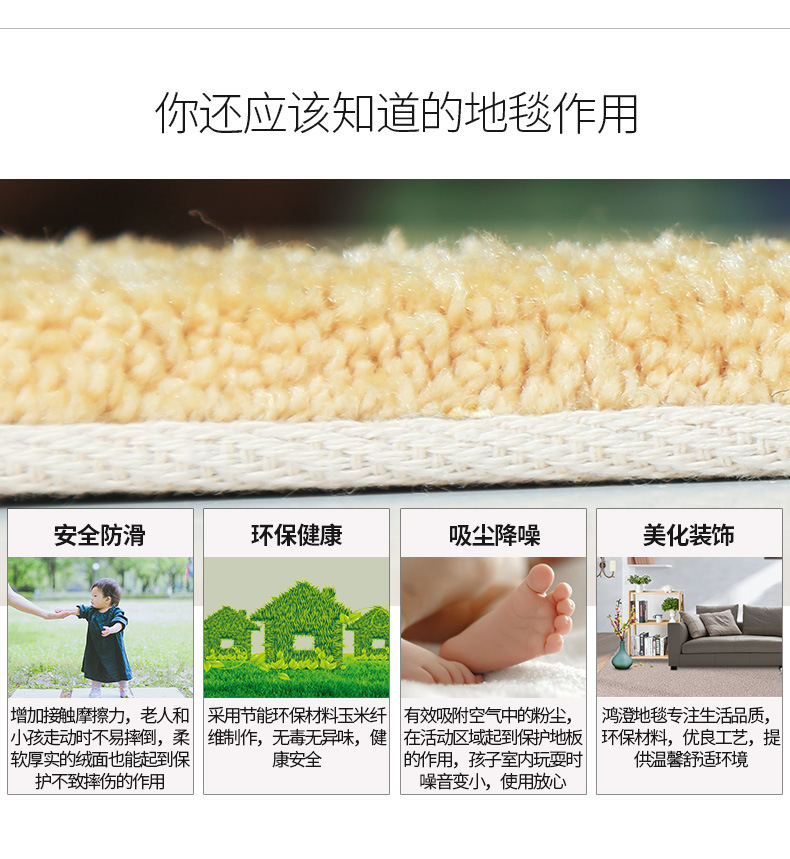 你还应该知道的地毯作用
安全防滑
增加接触摩擦力，老人和
小孩走动时不易摔倒，柔
软厚实的绒面也能起到保
护不致摔伤的作用
环保健康
采用节能环保材料玉米纤
维制作，无毒无异味，健
康安全
吸尘降噪
有效吸附空气中的粉尘，
在活动区域起到保护地板
的作用，孩子室内玩耍时
噪音变小，使用放心
美化装饰
鸿澄地毯专注生活品质，
环保材料，优良工艺，提
供温馨舒适环境